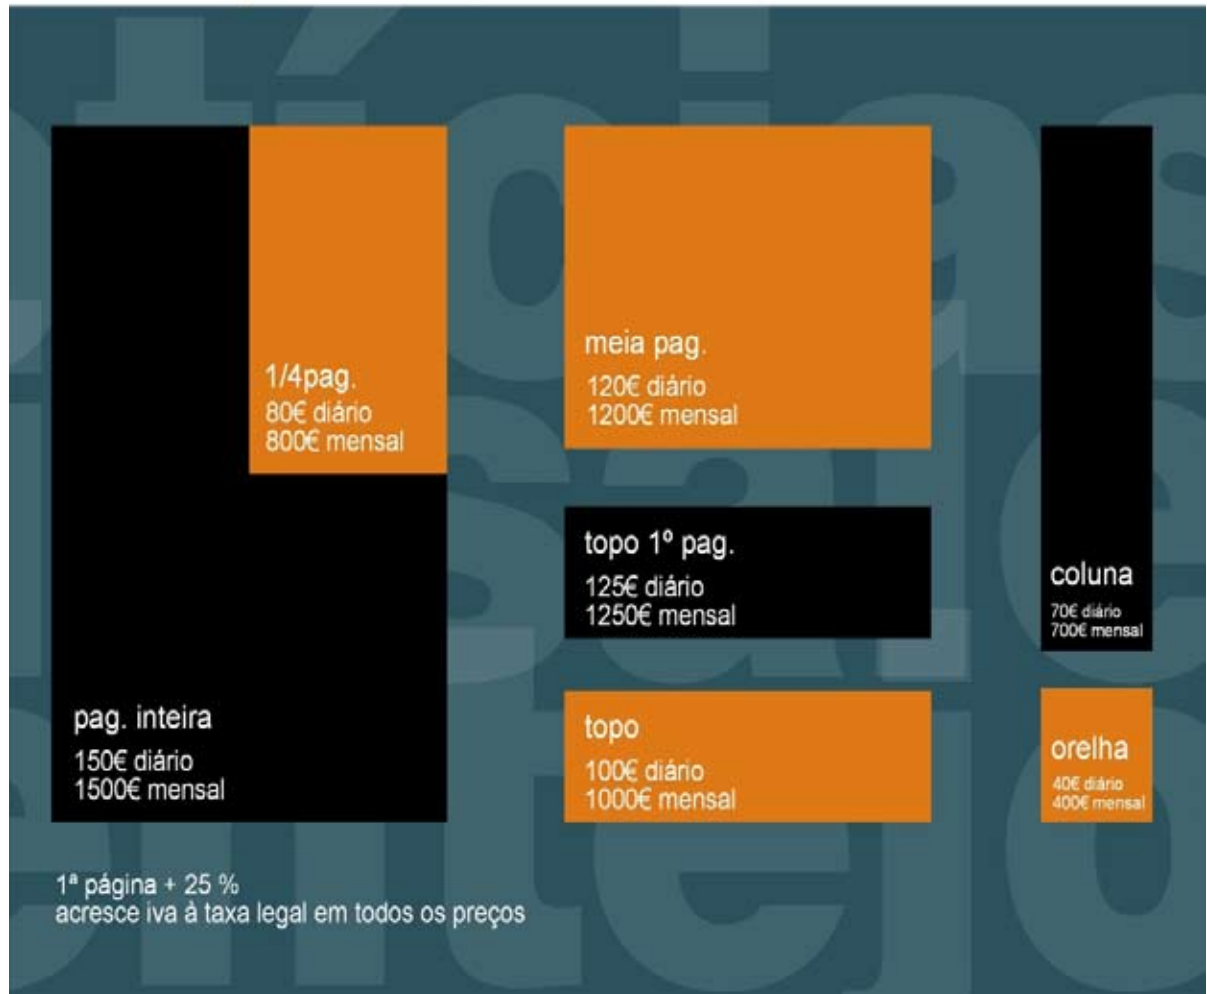 1/4pag.
80€ diário
800€ mensal
pag. inteira
150€ diário
1500€ mensal
meia pag.
120€ diário
1200€ mensal
topo 1º pag.
125€ diário
1250€ mensal
topo
100€ diário
1000€ mensal
coluna
70€ diário
700€ mensal
orelha
40€ diário
400€ mensal
1ª página + 25 %
acresce iva à taxa legal em todos os preços